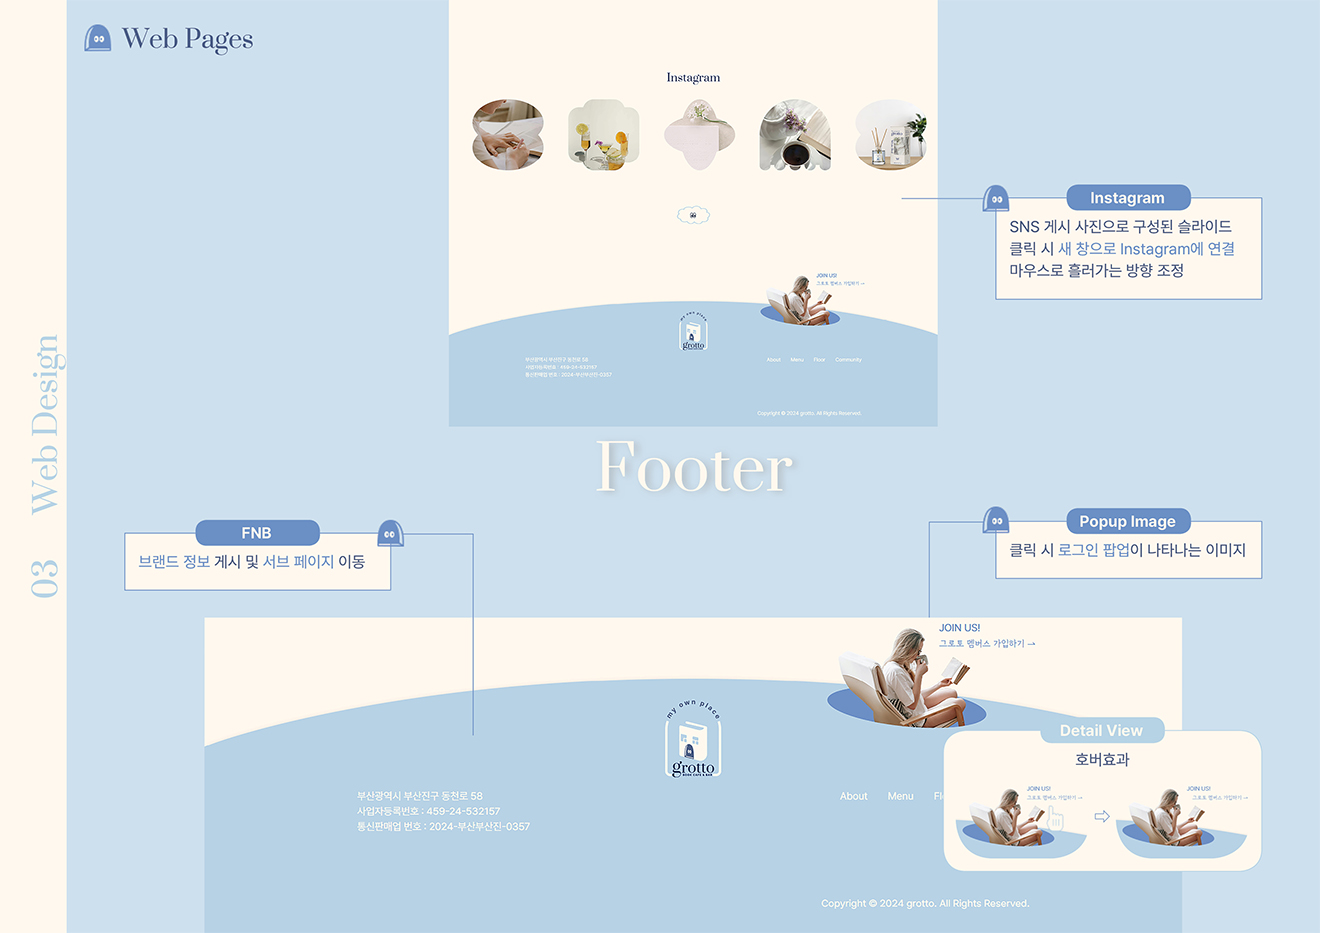 Web Pages
03 Web Design
Instagram
JOIN US!
그로토 멤버스 가입하기 →
my own place
grotto
부산광역시 부산진구 동천로 58
사업자등록번호 : 459-24-532157
통신판매업 번호 : 2024-부산부산진-0357
About Menu Floor Community
Copyright © 2024 grotto. All Rights Reserved.
Instagram
SNS 게시 사진으로 구성된 슬라이드
클릭 시 새 창으로 Instagram에 연결
마우스로 흘러가는 방향 조정
Footer
FNB
브랜드 정보 게시 및 서브 페이지 이동
Popup Image
클릭 시 로그인 팝업이 나타나는 이미지
JOIN US!
그로토 멤버스 가입하기 →
my own place
grotto
BOOK CAFE & BAR
부산광역시 부산진구 동천로 58
사업자등록번호 : 459-24-532157
통신판매업 번호 : 2024-부산부산진-0357
About Menu
Detail View
호버효과
JOIN US!
그로토 멤버스 가입하기 →
JOIN US!
그로토 멤버스 가입하기 →
Copyright © 2024 grotto. All Rights Reserved.